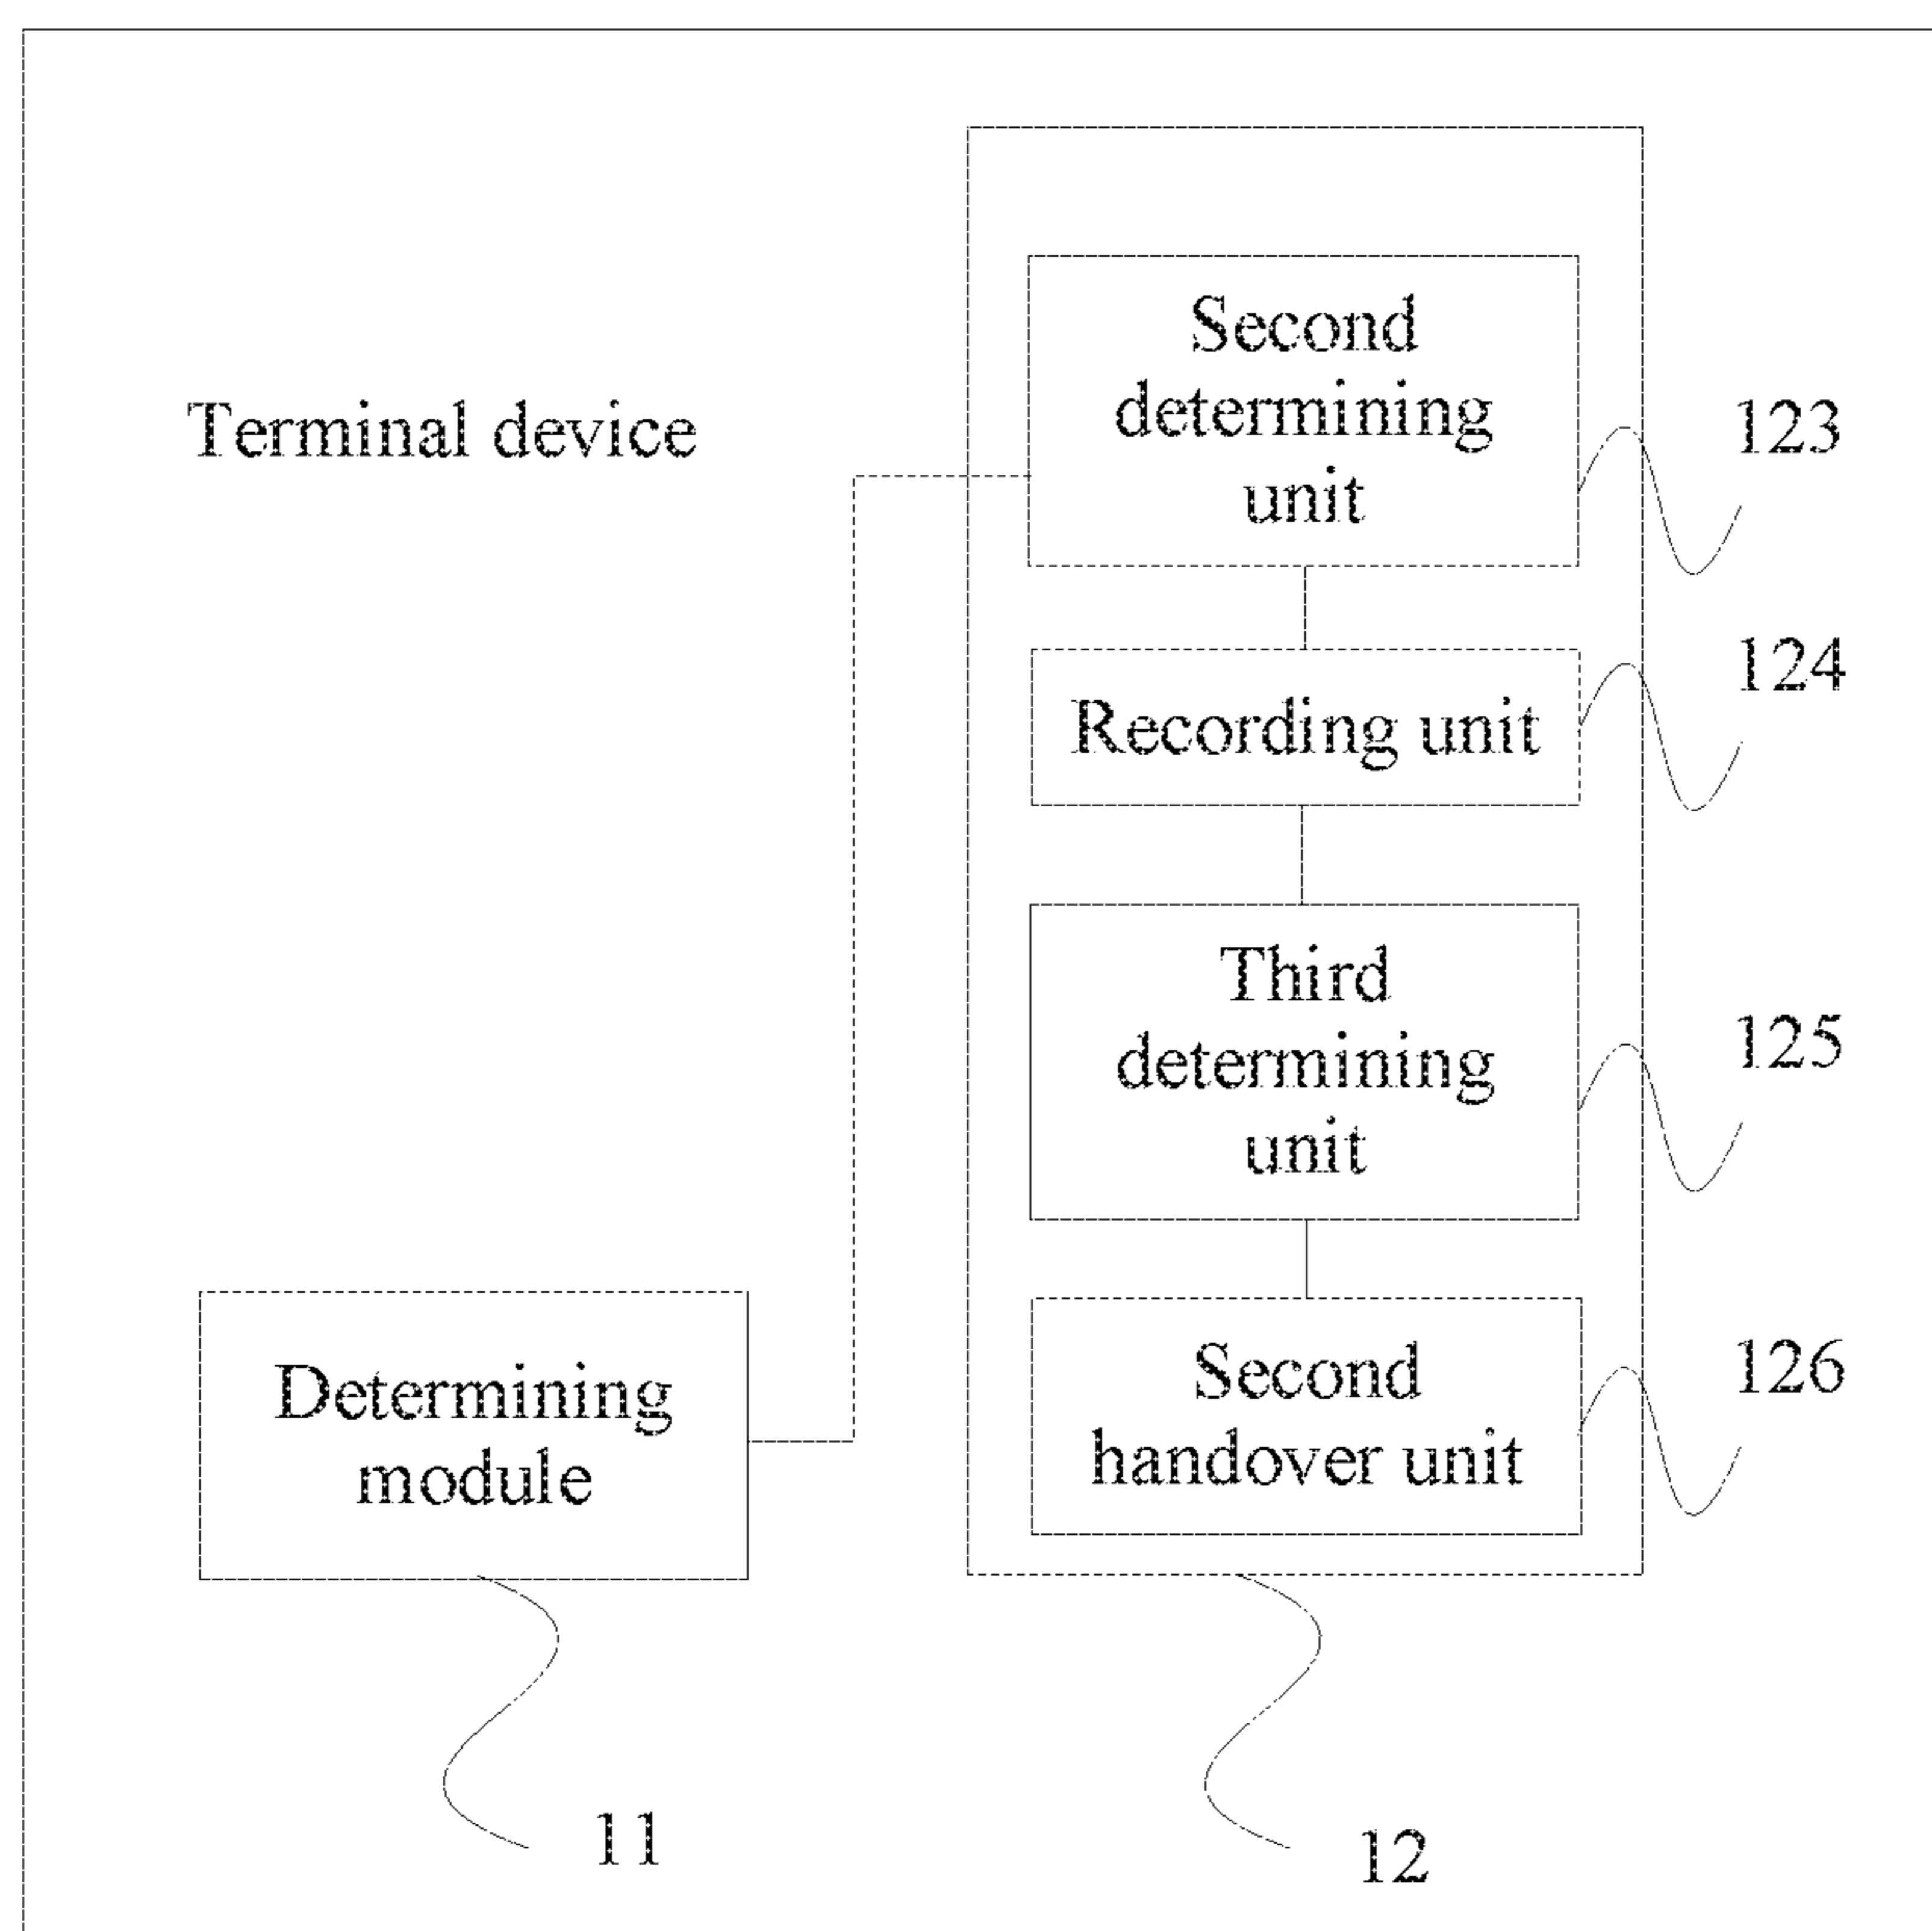 Terminal device
Second
determining
unit
123
Recording unit
124
Third
determining
unit
125
Second
handover unit
126
Determining
module
11
12